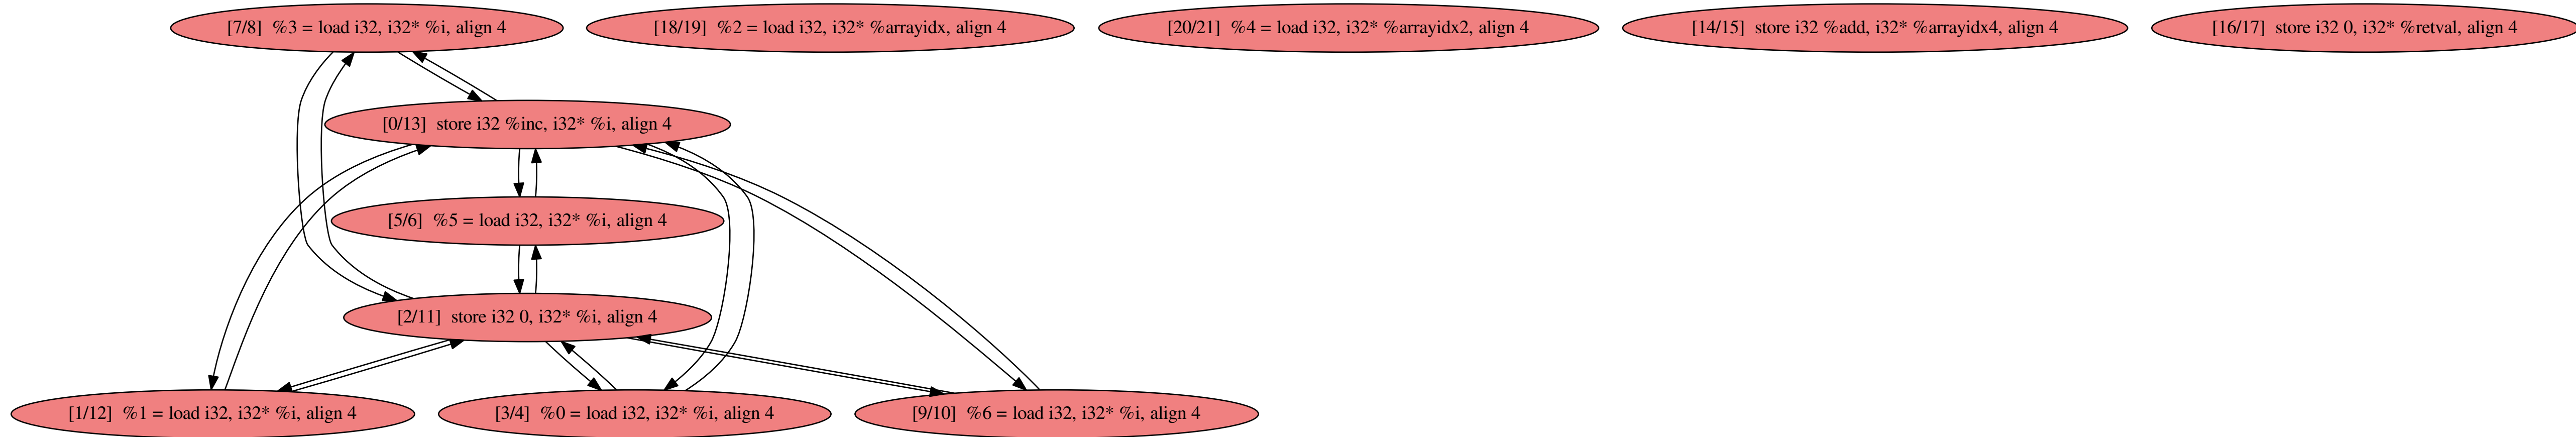 [7/8]  %3 = load i32, i32* %i, align 4
[18/19]  %2 = load i32, i32* %arrayidx, align 4
[20/21]  %4 = load i32, i32* %arrayidx2, align 4
[14/15]  store i32 %add, i32* %arrayidx4, align 4
[16/17]  store i32 0, i32* %retval, align 4
[0/13]  store i32 %inc, i32* %i, align 4
[5/6]  %5 = load i32, i32* %i, align 4
[2/11]  store i32 0, i32* %i, align 4
[1/12]  %1 = load i32, i32* %i, align 4
[3/4]  %0 = load i32, i32* %i, align 4
[9/10]  %6 = load i32, i32* %i, align 4